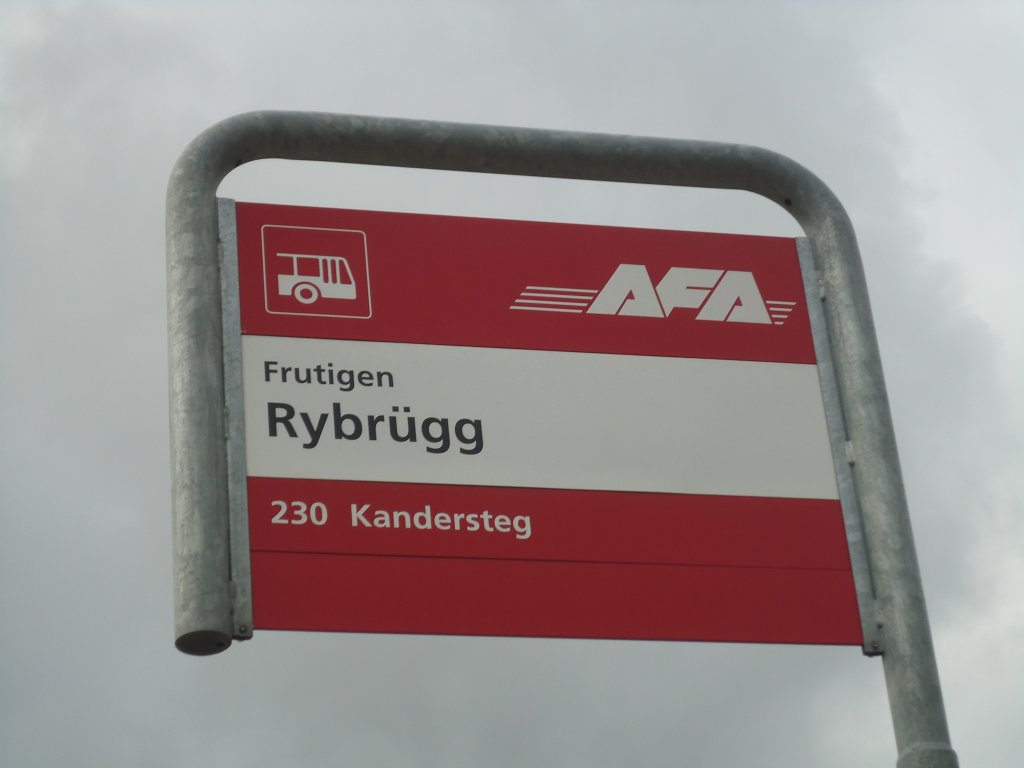 AFA
Frutigen
Rybrügg
230 Kandersteg